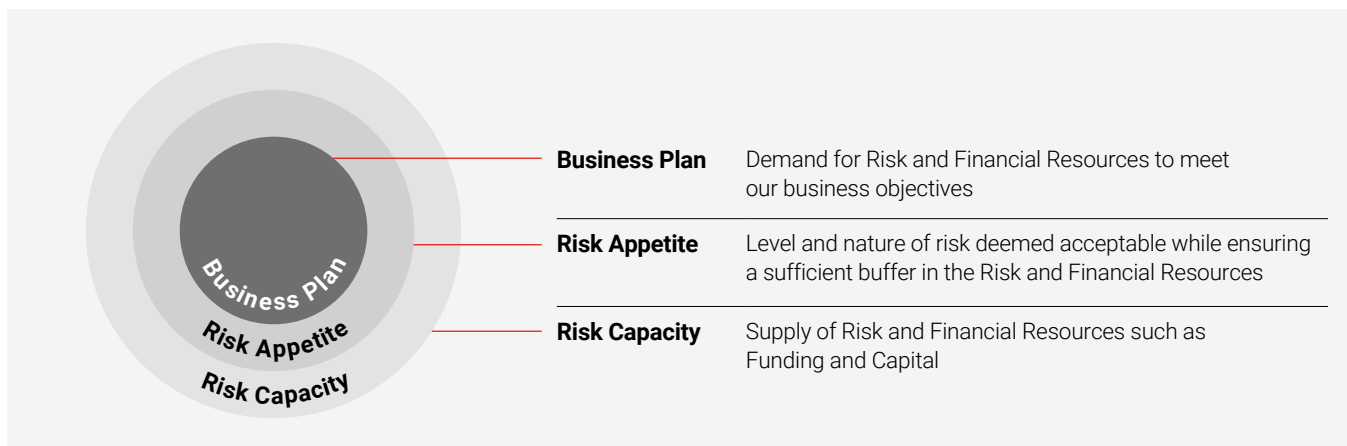 Business Plan
Risk Appetite
Risk Capacity
Business Plan
Demand for Risk and Financial Resources to meet
our business objectives
Risk Appetite
Level and nature of risk deemed acceptable while ensuring
a sufficient buffer in the Risk and Financial Resources
Risk Capacity
Supply of Risk and Financial Resources such as
Funding and Capital